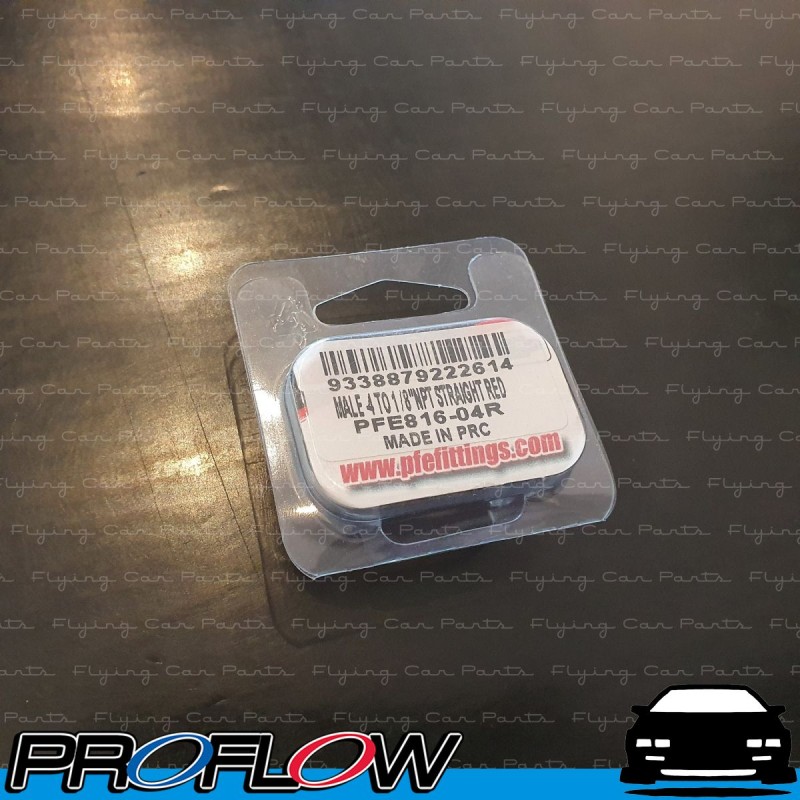 9338879222614
MALE -4 TO 1/8"NPT STRAIGHT RED
PFE816-04R
MADE IN PRC
www.pfefittings.com
PROFLOW
Flying Car Parts